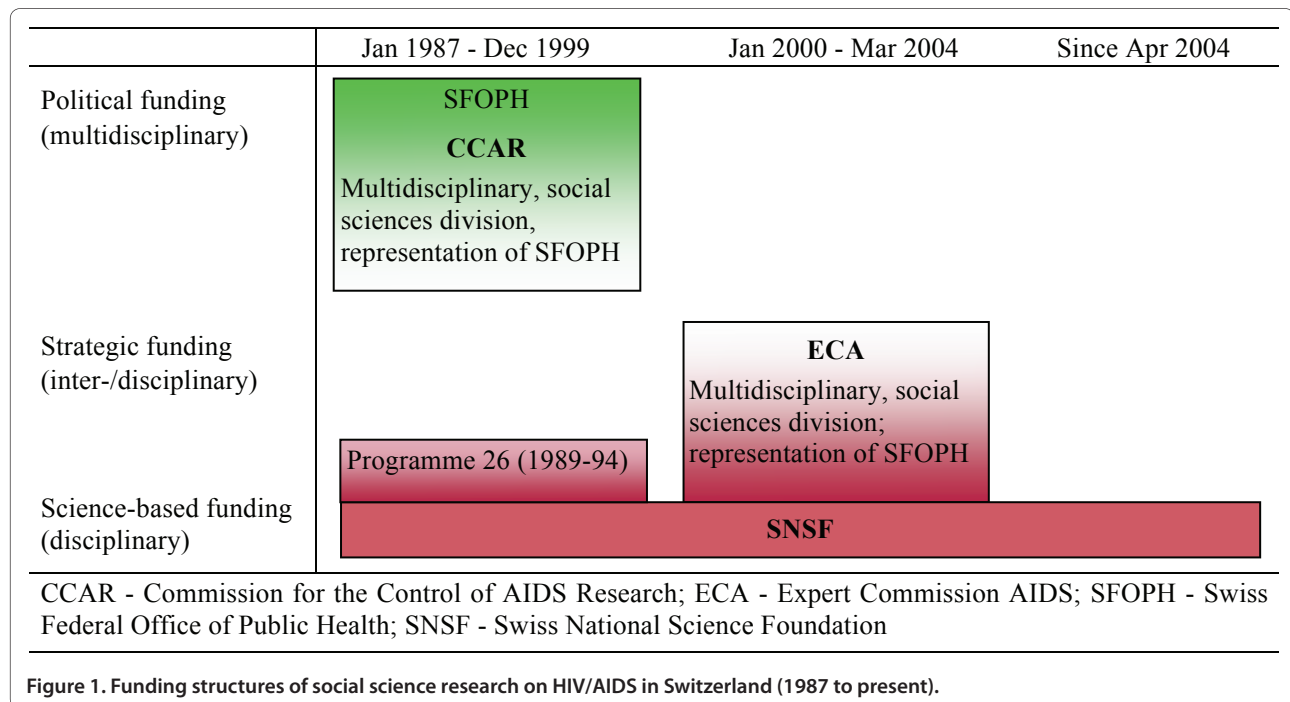 Jan 1987 - Dec 1999 Jan 2000 - Mar 2004 Since Apr 2004
Political funding
(multidisciplinary)
SFOPH
CCAR
Multidisciplinary, social
sciences division,
representation of SFOPH
Strategic funding
(inter-/disciplinary)
ECA
Multidisciplinary, social
sciences division;
representation of SFOPH
Programme 26 (1989-94)
Science-based funding
(disciplinary)
SNSF
CCAR - Commission for the Control of AIDS Research; ECA - Expert Commission AIDS; SFOPH - Swiss
Federal Office of Public Health; SNSF - Swiss National Science Foundation
Figure 1. Funding structures of social science research on HIV/AIDS in Switzerland (1987 to present).